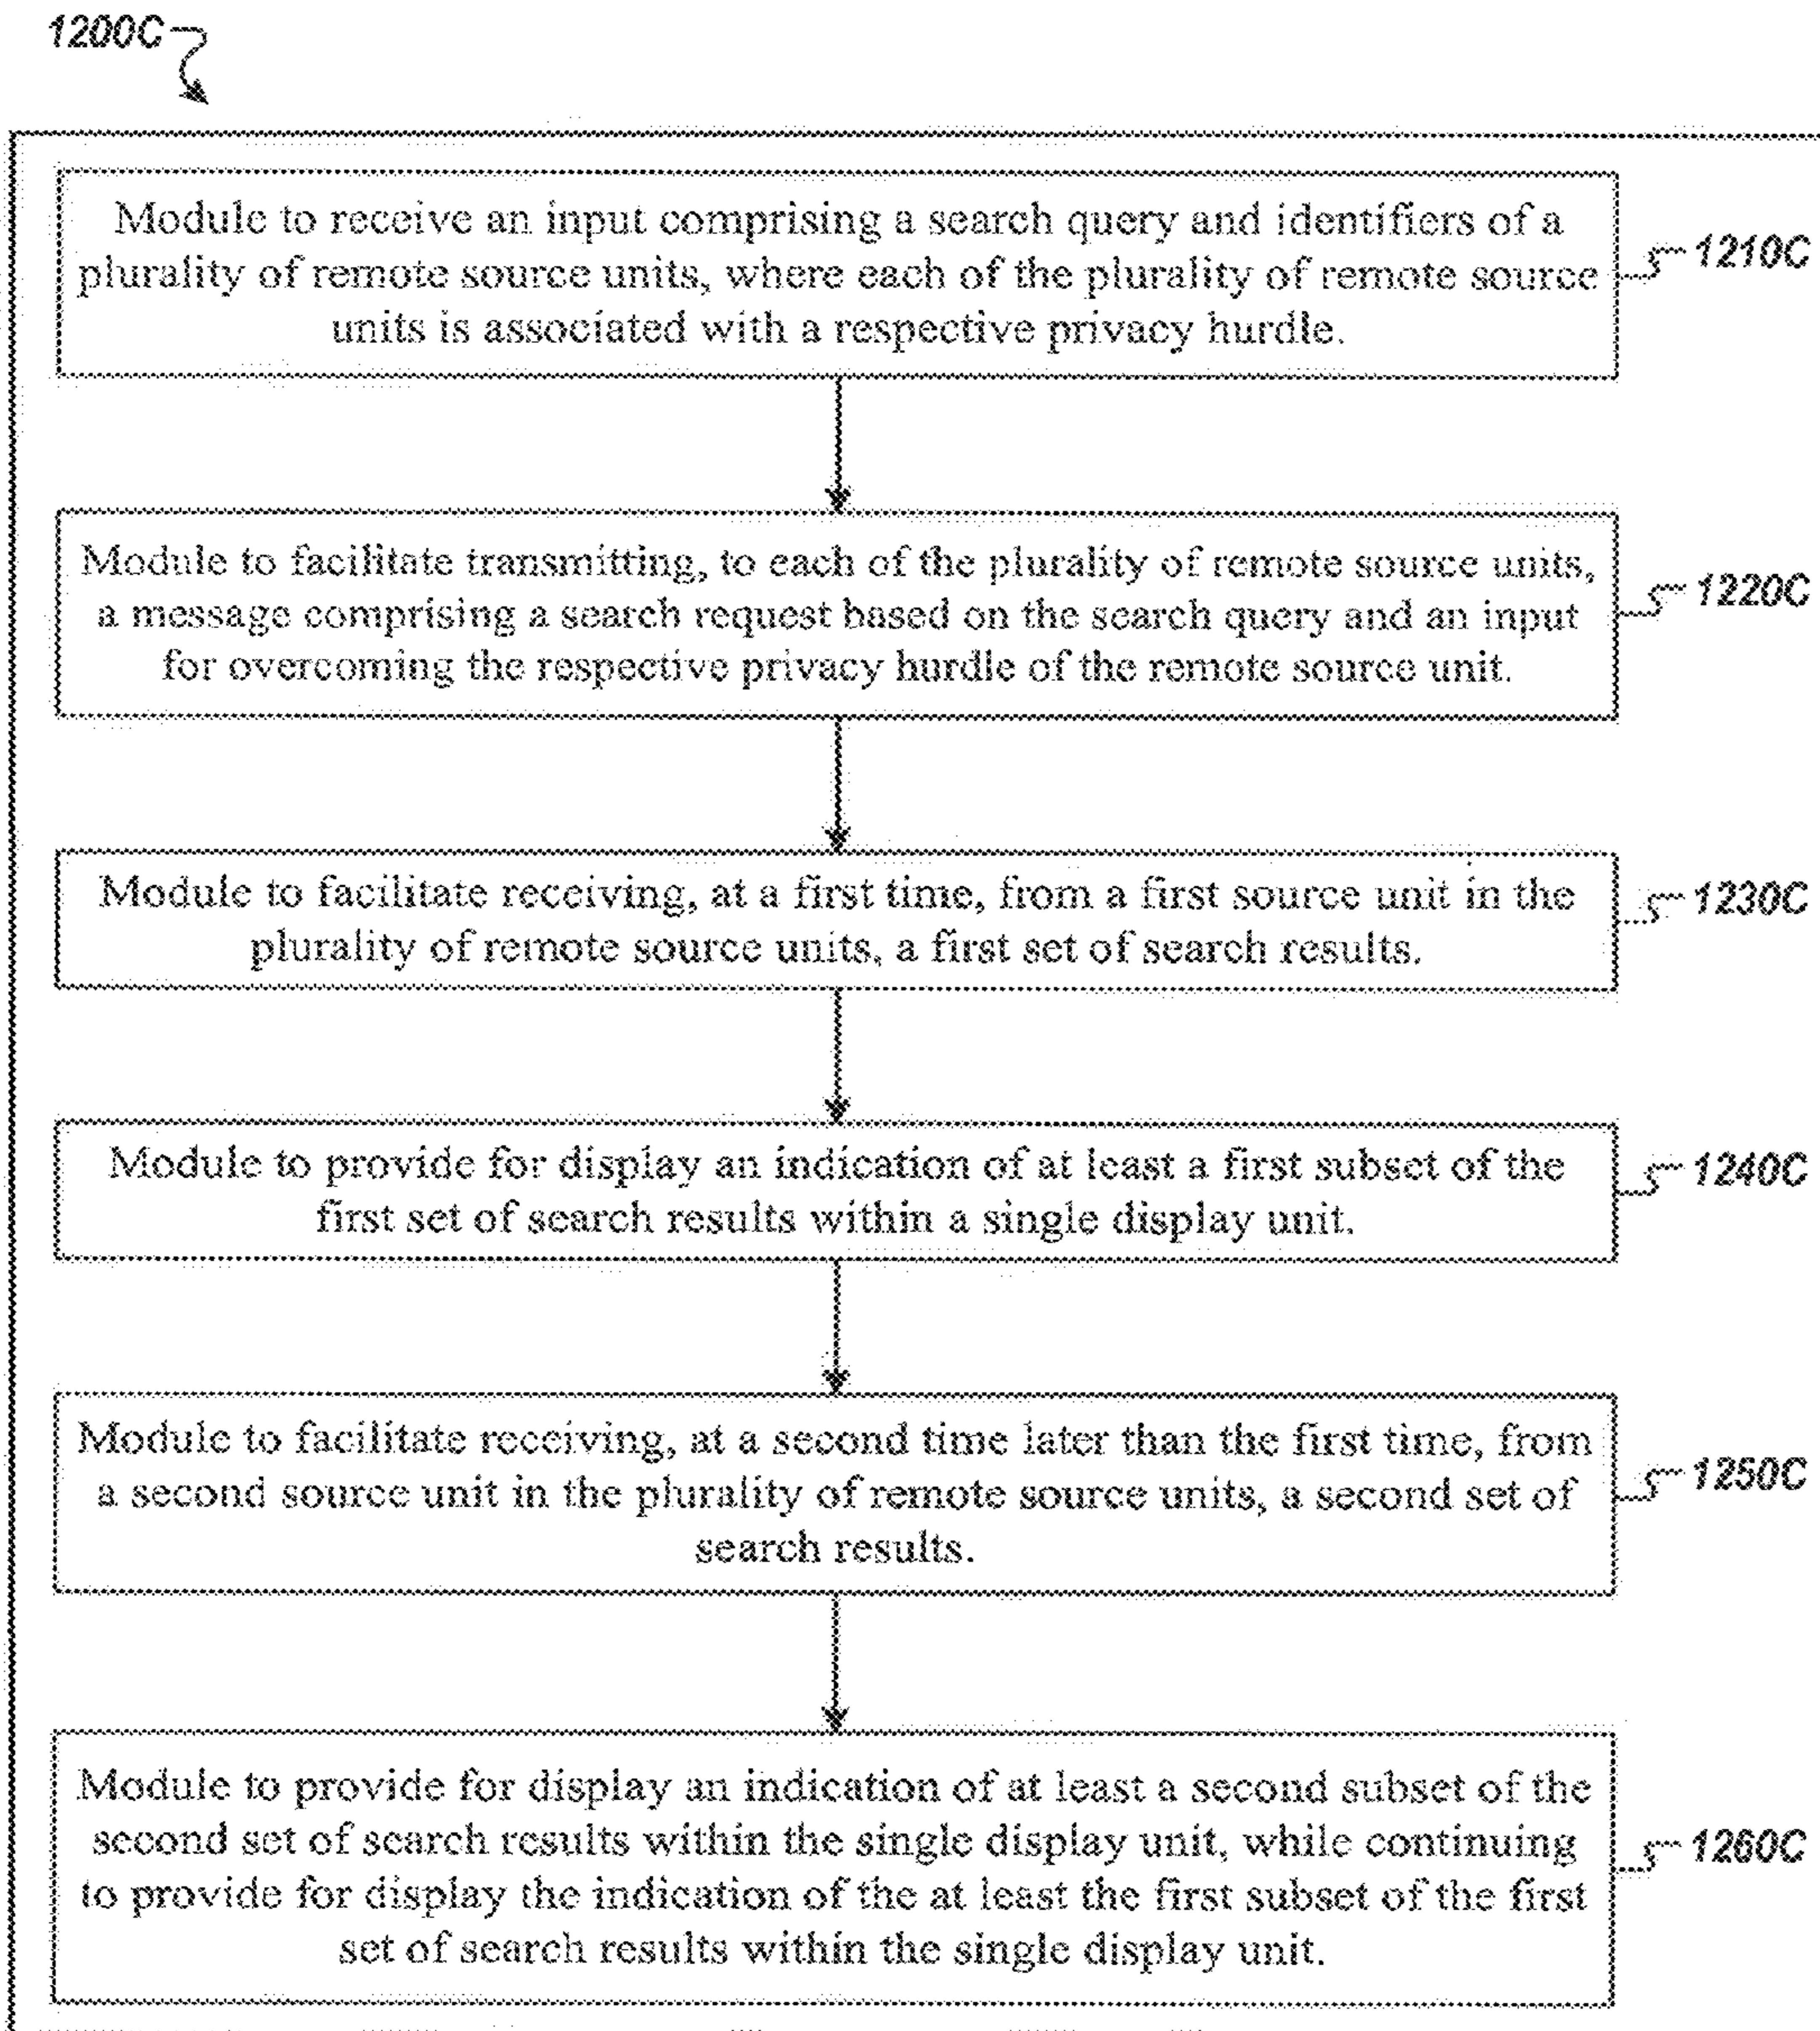 1200C
Module to receive an input comprising a search query and identifiers of a
plurality of remote source units, where each of the plurality of remote source
units is associated with a respective privacy hurdle.
1210C
Module to facilitate transmitting, to each of the plurality of remote source units,
a message comprising a search request based on the search query and an input
for overcoming the respective privacy hurdle of the remote source unit.
1220C
Module to facilitate receiving, at a first time, from a first source unit in the
plurality of remote source units, a first set of search results.
1230C
Module to provide for display an indication of at least a first subset of the
first set of search results within a single display unit.
1240C
Module to facilitate receiving, at a second time later than the first time, from
a second source unit in the plurality of remote source units, a second set of
search results.
1250C
Module to provide for display an indication of at least a second subset of the
second set of search results within the single display unit, while continuing
to provide for display the indication of the at least the first subset of the first
set of search results within the single display unit.
1260C